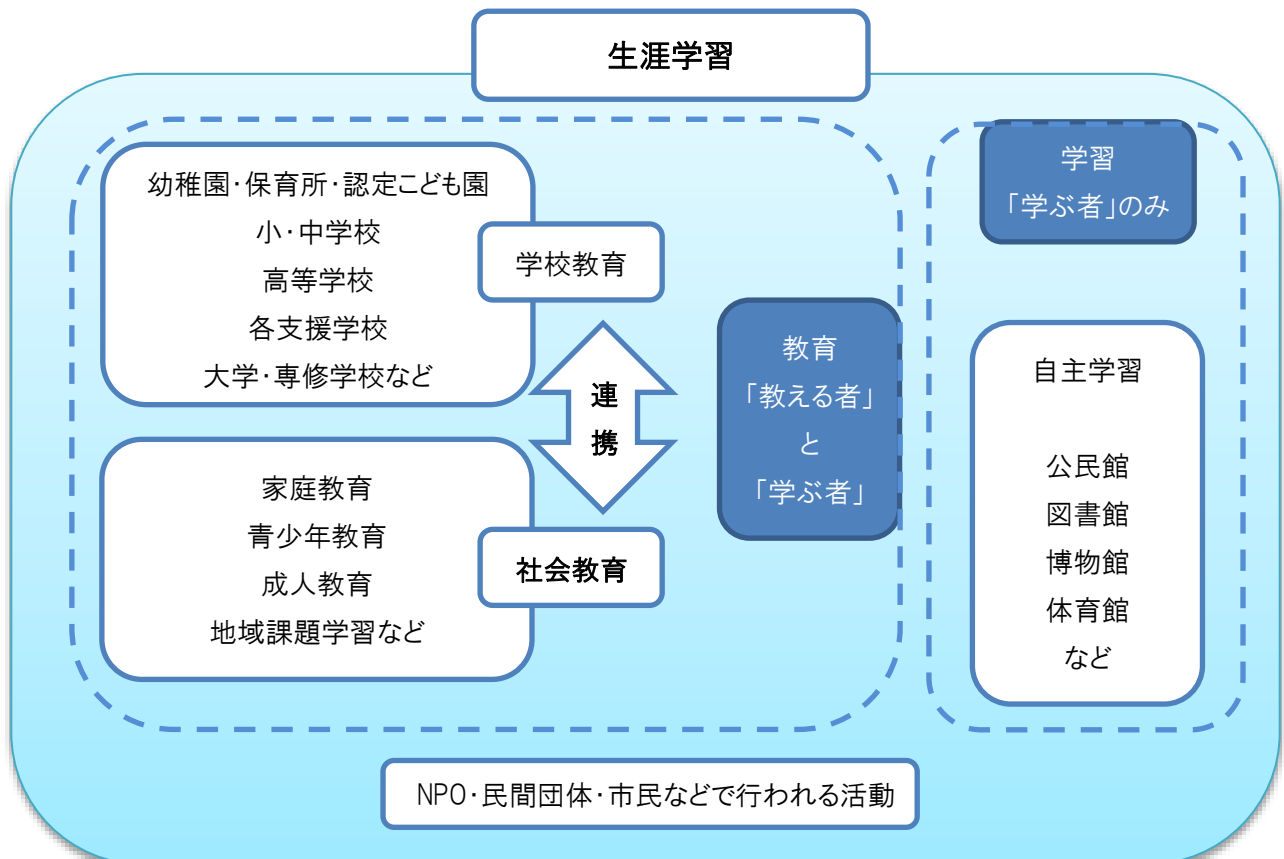 生涯学習
幼稚園・保育所・認定こども園
小・中学校
高等学校
各支援学校
大学・専修学校など
学校教育
連
携
家庭教育
青少年教育
成人教育
地域課題学習など
社会教育
教育
「教える者」
と
「学ぶ者」
学習
「学ぶ者」のみ
自主学習
公民館
図書館
博物館
体育館
など
NPO・民間団体・市民などで行われる活動